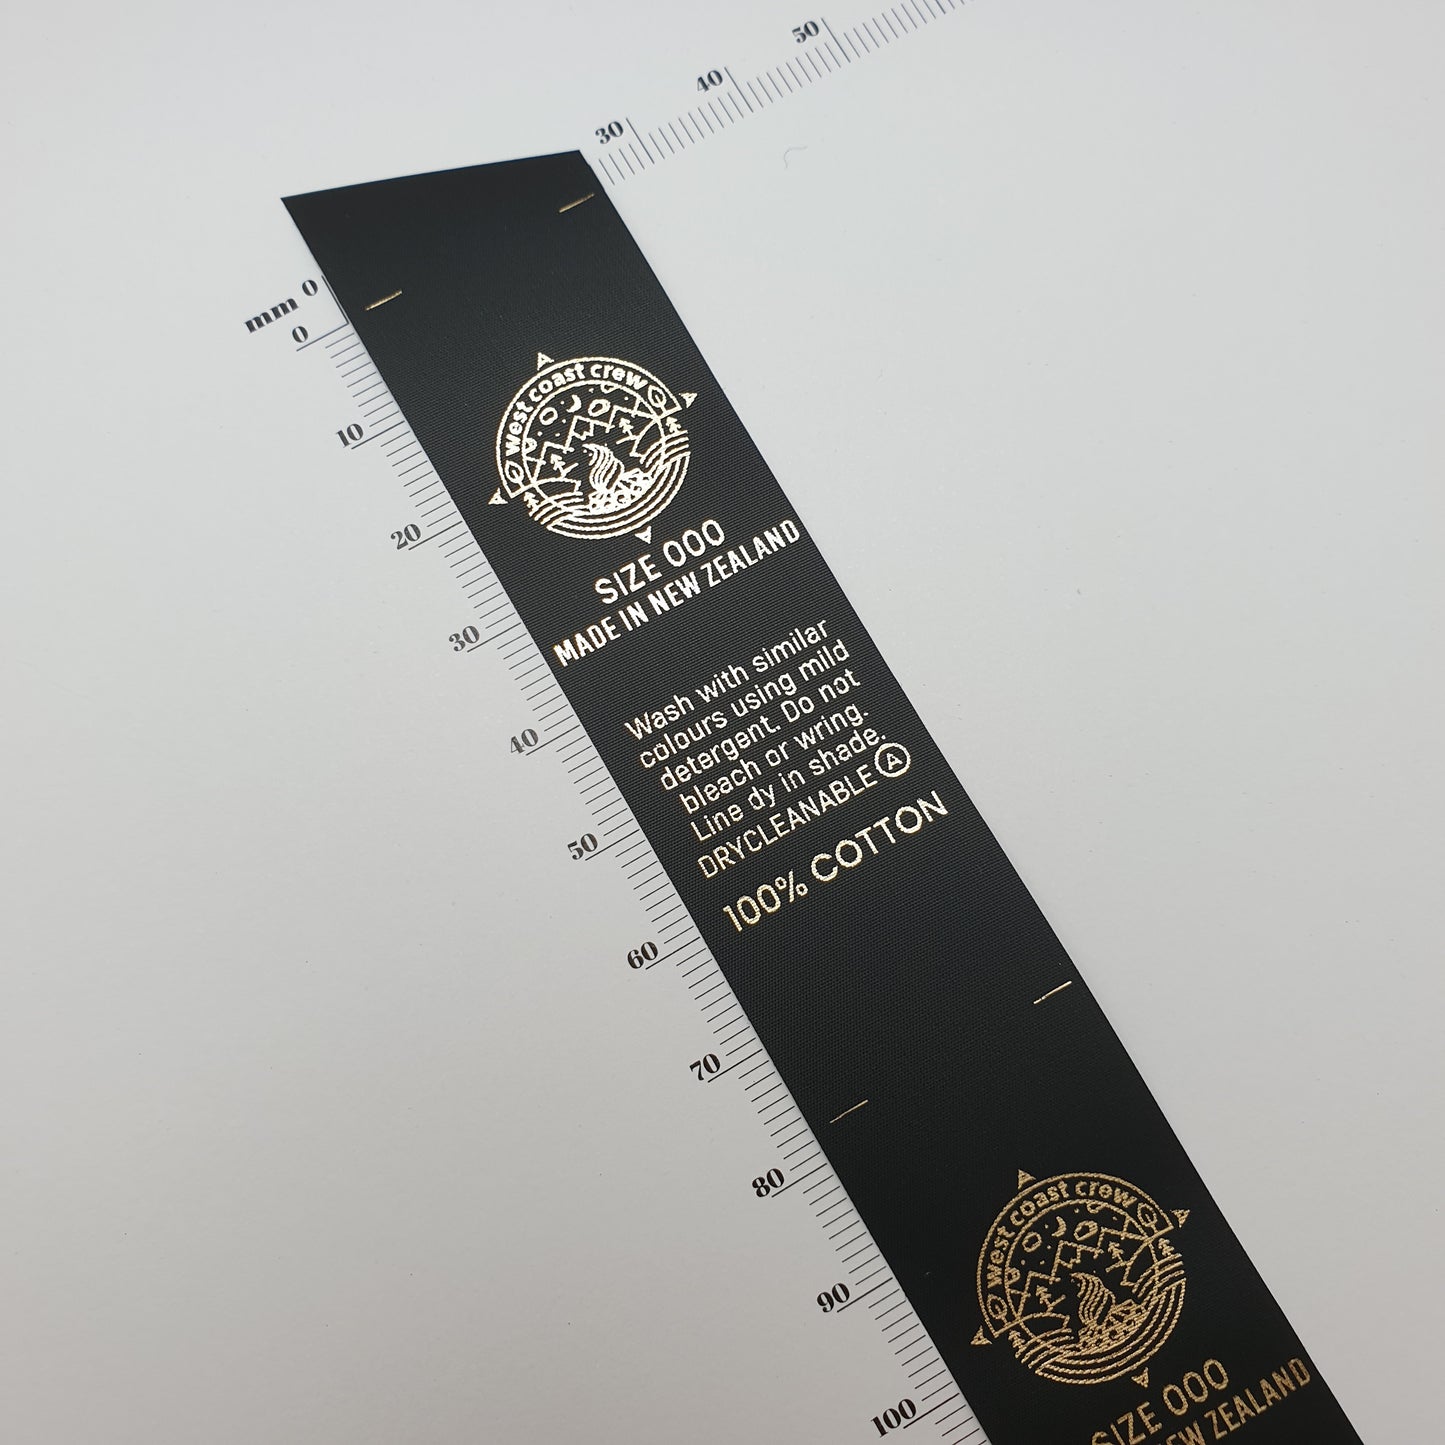 50
40
30
mm 0
0
10
20
30
40
50
60
70
80
90
100
west coast crew
SIZE 000
MADE IN NEW ZEALAND
Wash with similar
colours using mild
detergent. Do not
bleach or wring.
Line dy in shade.
DRYCLEANABLE Ⓐ
100% COTTON
west coast crew
SIZE 000
EW ZEALAND